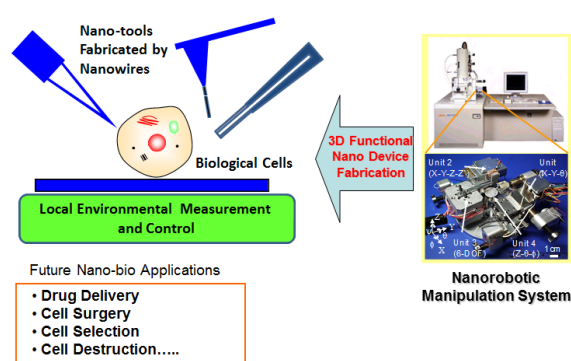 Nano-tools
Fabricated by
Nanowires
Biological Cells
Local Environmental Measurement
and Control
3D Functional
Nano Device
Fabrication
Unit 2
(X-Y-Z-Z)
Unit
(X-Y-θ)
Z
Y
X
Unit 3
(6-DOF)
Unit 4
(Z-θ-ϕ)
1cm
Nanorobotic
Manipulation System
Future Nano-bio Applications
• Drug Delivery
• Cell Surgery
• Cell Selection
• Cell Destruction…..